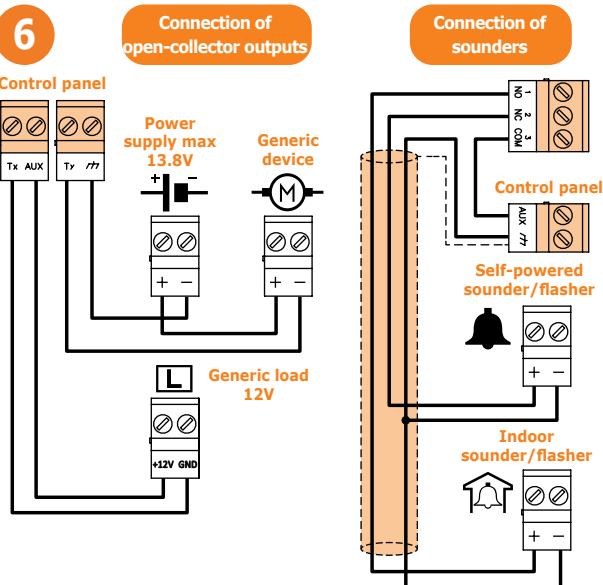 6
Connection of
open-collector outputs
Control panel
Tx AUX
Ty
Power
supply max
13.8V
+ −
Generic
device
M
+ −
+ −
L
Generic load
12V
+12V GND
Connection of
sounders
NO 1
NC 2
COM 3
Control panel
AUX
Self-powered
sounder/flasher
+ −
Indoor
sounder/flasher
+ −